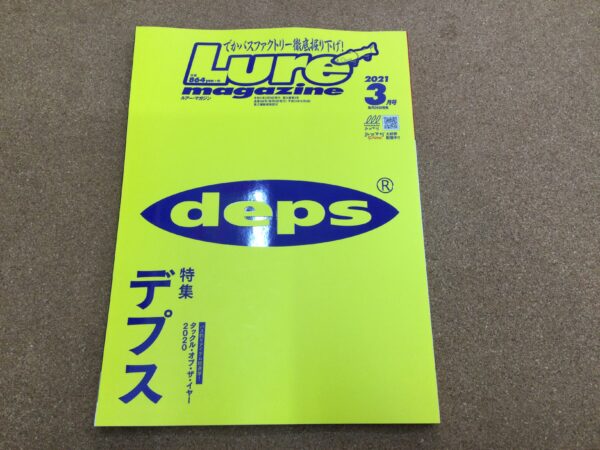 でかバスファクトリー徹底掘り下げ!
Lure
magazine
864
ルアーマガジン
2021
3月号
deps
®
特集
デプス
タックル・オブ・ザ・イヤー
2020